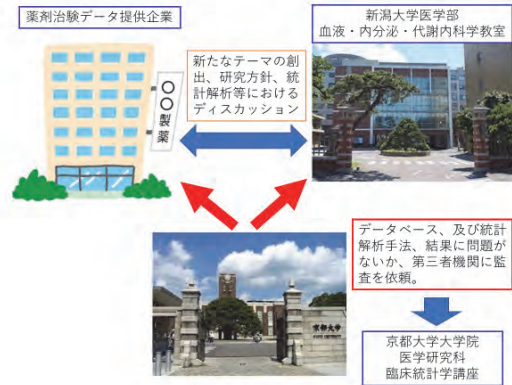 薬剤治験データ提供企業
〇〇製薬
新たなテーマの創
出、研究方針、統
計解析等における
ディスカッション
新潟大学医学部
血液・内分泌・代謝内科学教室
データベース、及び統計
解析手法、結果に問題が
ないか、第三者機関に監
査を依頼。
京都大学
京都大学大学院
医学研究科
臨床統計学講座